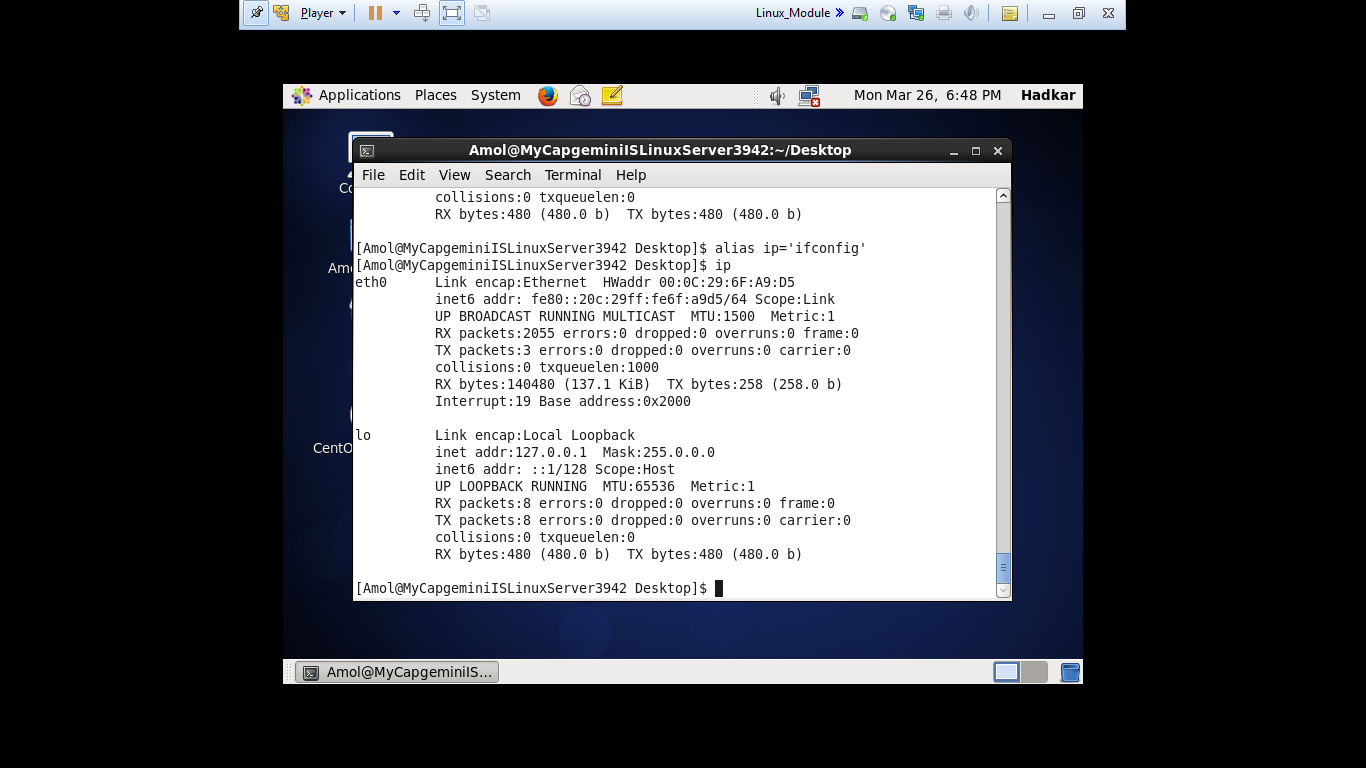 Player
Linux_Module
Applications Places System
Mon Mar 26, 6:48 PM Hadkar
Amol@MyCapgeminiISLinuxServer3942:~/Desktop
File Edit View Search Terminal Help
collisions:0 txqueuelen:0
RX bytes:480 (480.0 b)  TX bytes:480 (480.0 b)
[Amol@MyCapgeminiISLinuxServer3942 Desktop]$ alias ip='ifconfig'
[Amol@MyCapgeminiISLinuxServer3942 Desktop]$ ip
eth0      Link encap:Ethernet  HWaddr 00:0C:29:6F:A9:D5
inet6 addr: fe80::20c:29ff:fe6f:a9d5/64 Scope:Link
UP BROADCAST RUNNING MULTICAST  MTU:1500  Metric:1
RX packets:2055 errors:0 dropped:0 overruns:0 frame:0
TX packets:3 errors:0 dropped:0 overruns:0 carrier:0
collisions:0 txqueuelen:1000
RX bytes:140480 (137.1 KiB)  TX bytes:258 (258.0 b)
Interrupt:19 Base address:0x2000
lo        Link encap:Local Loopback
inet addr:127.0.0.1  Mask:255.0.0.0
inet6 addr: ::1/128 Scope:Host
UP LOOPBACK RUNNING  MTU:65536  Metric:1
RX packets:8 errors:0 dropped:0 overruns:0 frame:0
TX packets:8 errors:0 dropped:0 overruns:0 carrier:0
collisions:0 txqueuelen:0
RX bytes:480 (480.0 b)  TX bytes:480 (480.0 b)
[Amol@MyCapgeminiISLinuxServer3942 Desktop]$
Amol@MyCapgeminiIS...